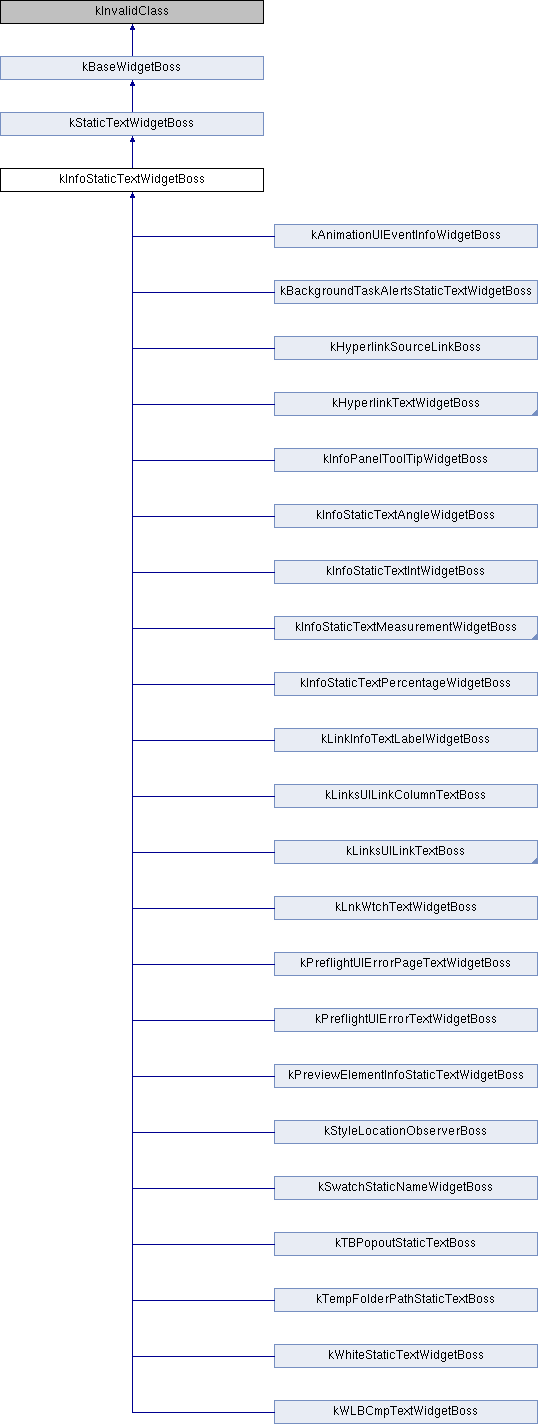 kInvalidClass
kBaseWidgetBoss
kStaticTextWidgetBoss
kInfoStaticTextWidgetBoss
kAnimationUIEventInfoWidgetBoss
kBackgroundTaskAlertsStaticTextWidgetBoss
kHyperlinkSourceLinkBoss
kHyperlinkTextWidgetBoss
kInfoPanelToolTipWidgetBoss
kInfoStaticTextAngleWidgetBoss
kInfoStaticTextIntWidgetBoss
kInfoStaticTextMeasurementWidgetBoss
kInfoStaticTextPercentageWidgetBoss
kLinkInfoTextLabelWidgetBoss
kLinksUILinkColumnTextBoss
kLinksUILinkTextBoss
kLnkWtchTextWidgetBoss
kPreflightUIErrorPageTextWidgetBoss
kPreflightUIErrorTextWidgetBoss
kPreviewElementInfoStaticTextWidgetBoss
kStyleLocationObserverBoss
kSwatchStaticNameWidgetBoss
kTBPopoutStaticTextBoss
kTempFolderPathStaticTextBoss
kWhiteStaticTextWidgetBoss
kWLBCmpTextWidgetBoss